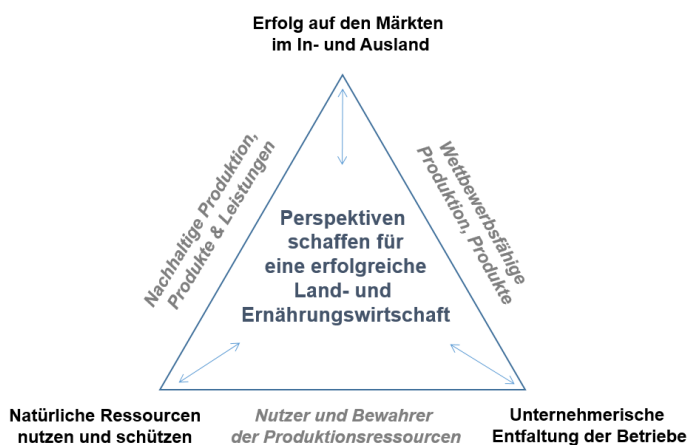 Erfolg auf den Märkten
im In- und Ausland
Nachhaltige Produktion,
Produkte & Leistungen
Wettbewerbsfähige
Produktion, Produkte
Perspektiven
schaffen für
eine erfolgreiche
Land- und
Ernährungswirtschaft
Natürliche Ressourcen
nutzen und schützen
Nutzer und Bewahrer
der Produktionsressourcen
Unternehmerische
Entfaltung der Betriebe